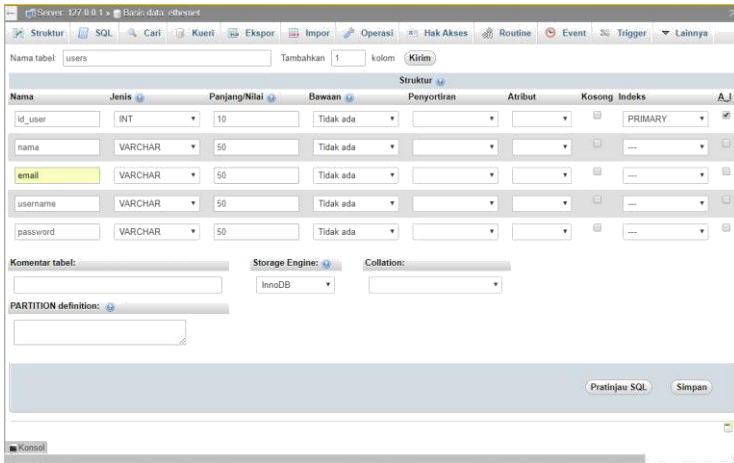 Server: 127.0.0.1 » Basis data: ethernet
Struktur SQL Cari Kueri Ekspor Impor Operasi Hak Akses Routine Event Trigger Lainnya
Nama tabel: users Tambahkan 1 kolom Kirim
Struktur
Nama Jenis Panjang/Nilai Bawaan Penyortiran Atribut Kosong Indeks A_I
id_user INT 10 Tidak ada PRIMARY
nama VARCHAR 50 Tidak ada ---
email VARCHAR 50 Tidak ada ---
username VARCHAR 50 Tidak ada ---
password VARCHAR 50 Tidak ada ---
Komentar tabel: Storage Engine: Collation:
InnoDB
PARTITION definition:
Pratinjau SQL Simpan
Konsol